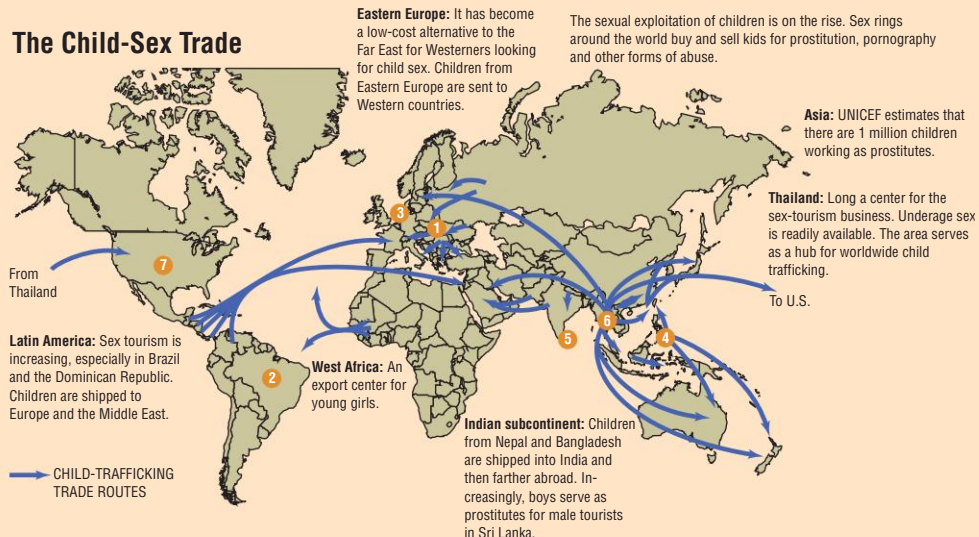 The Child-Sex Trade
Eastern Europe: It has become
a low-cost alternative to the
Far East for Westerners looking
for child sex. Children from
Eastern Europe are sent to
Western countries.
The sexual exploitation of children is on the rise. Sex rings
around the world buy and sell kids for prostitution, pornography
and other forms of abuse.
Asia: UNICEF estimates that
there are 1 million children
working as prostitutes.
Thailand: Long a center for the
sex-tourism business. Underage sex
is readily available. The area serves
as a hub for worldwide child
trafficking.
To U.S.
From
Thailand
7
3
1
6
5
4
2
Latin America: Sex tourism is
increasing, especially in Brazil
and the Dominican Republic.
Children are shipped to
Europe and the Middle East.
West Africa: An
export center for
young girls.
Indian subcontinent: Children
from Nepal and Bangladesh
are shipped into India and
then farther abroad. In-
creasingly, boys serve as
prostitutes for male tourists
in Sri Lanka.
CHILD-TRAFFICKING
TRADE ROUTES